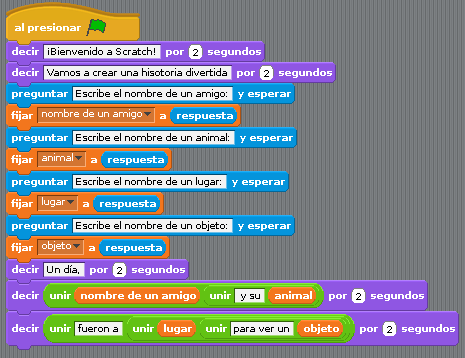 al presionar
decir ¡Bienvenido a Scratch! por 2 segundos
decir Vamos a crear una hisotoria divertida por 2 segundos
preguntar Escribe el nombre de un amigo: y esperar
fijar nombre de un amigo a respuesta
preguntar Escribe el nombre de un animal: y esperar
fijar animal a respuesta
preguntar Escribe el nombre de un lugar: y esperar
fijar lugar a respuesta
preguntar Escribe el nombre de un objeto: y esperar
fijar objeto a respuesta
decir Un día, por 2 segundos
decir unir nombre de un amigo unir y su animal por 2 segundos
decir unir fueron a unir lugar unir para ver un objeto por 2 segundos